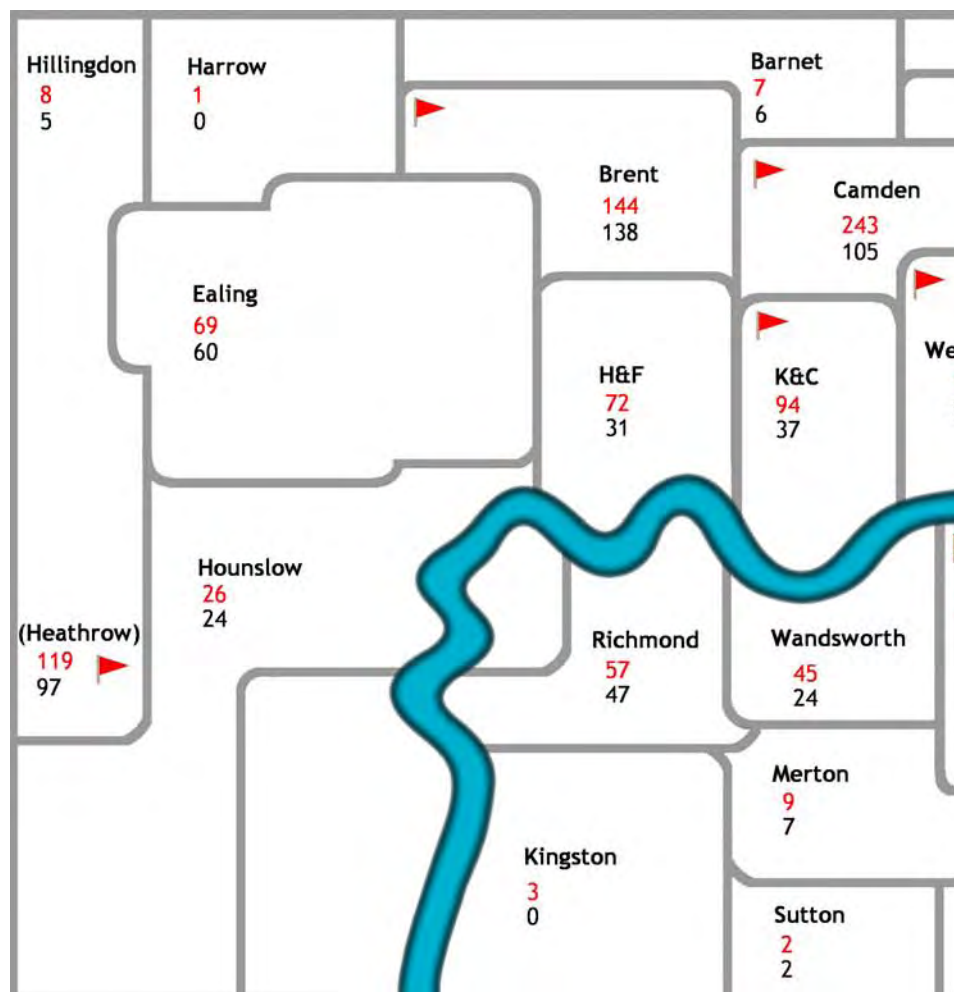 Hillingdon
8
5
Harrow
1
0
Barnet
7
6
Brent
144
138
Camden
243
105
Ealing
69
60
H&F
72
31
K&C
94
37
We
Hounslow
26
24
(Heathrow)
119
97
Richmond
57
47
Wandsworth
45
24
Merton
9
7
Kingston
3
0
Sutton
2
2